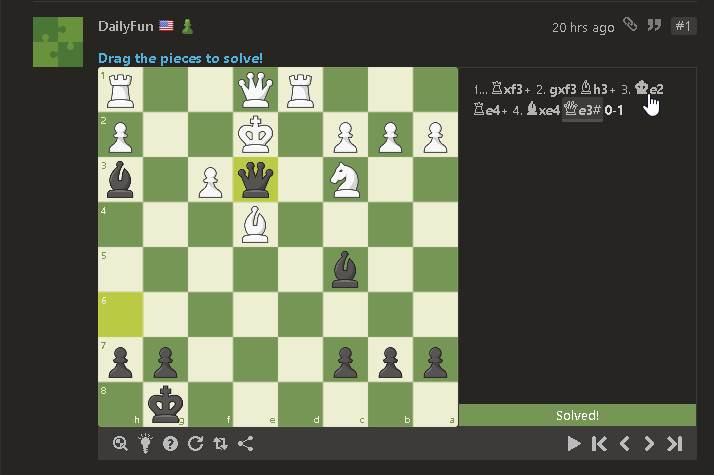 DailyFun
20 hrs ago
#1
Drag the pieces to solve!
1... ♖xf3+ 2. gxf3 ♗h3+ 3. ♚e2
♖e4+ 4. ♝xe4 ♕e3# 0-1
1
2
3
4
5
6
7
8
h g f e d c b a
Solved!